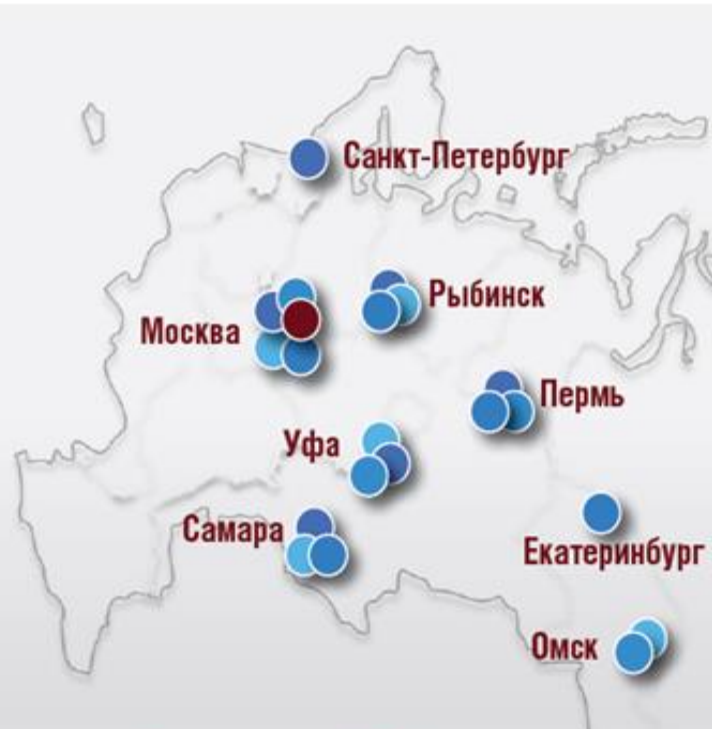 Санкт-Петербург
Рыбинск
Москва
Пермь
Уфа
Самара
Екатеринбург
Омск